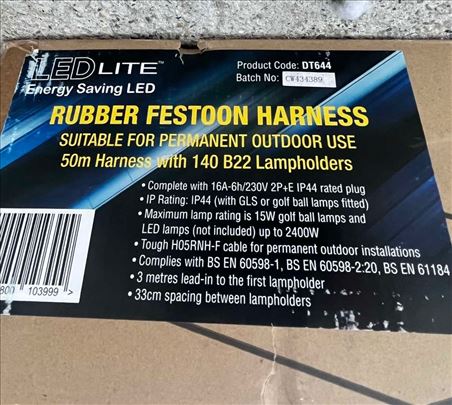 LEDLITE™
Energy Saving LED
Product Code: DT644
Batch No: CW434389
RUBBER FESTOON HARNESS
SUITABLE FOR PERMANENT OUTDOOR USE
50m Harness with 140 B22 Lampholders
• Complete with 16A-6h/230V 2P+E IP44 rated plug
• IP Rating: IP44 (with GLS or golf ball lamps fitted)
• Maximum lamp rating is 15W golf ball lamps and
LED lamps (not included) up to 2400W
• Tough H05RNH-F cable for permanent outdoor installations
• Complies with BS EN 60598-1, BS EN 60598-2:20, BS EN 61184
• 3 metres lead-in to the first lampholder
• 33cm spacing between lampholders
800 103999 >